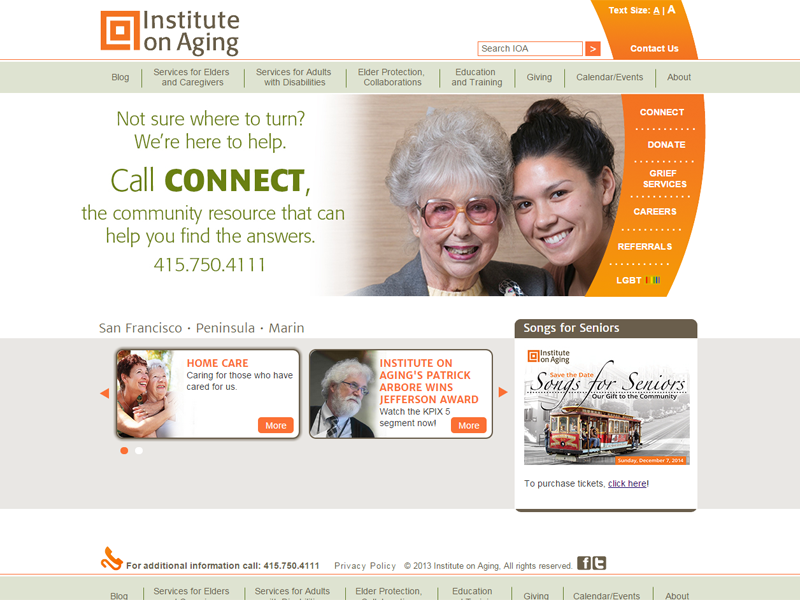 Institute
on Aging
Text Size: A | A
Search IOA
>
Contact Us
Blog
Services for Elders
and Caregivers
Services for Adults
with Disabilities
Elder Protection,
Collaborations
Education
and Training
Giving
Calendar/Events
About
Not sure where to turn?
We're here to help.
Call CONNECT,
the community resource that can
help you find the answers.
415.750.4111
CONNECT
DONATE
GRIEF
SERVICES
CAREERS
REFERRALS
LGBT
San Francisco • Peninsula • Marin
HOME CARE
Caring for those who have
cared for us.
More
INSTITUTE ON
AGING'S PATRICK
ARBORE WINS
JEFFERSON AWARD
Watch the KPIX 5
segment now!
More
Songs for Seniors
Institute
on Aging
Save the Date
Songs for Seniors
Our Gift to the Community
Sunday, December 7, 2014
To purchase tickets, click here!
For additional information call: 415.750.4111
Privacy Policy
© 2013 Institute on Aging, All rights reserved.
Blog
Services for Elders
Services for Adults
Elder Protection,
Education
and Training
Giving
Calendar/Events
About